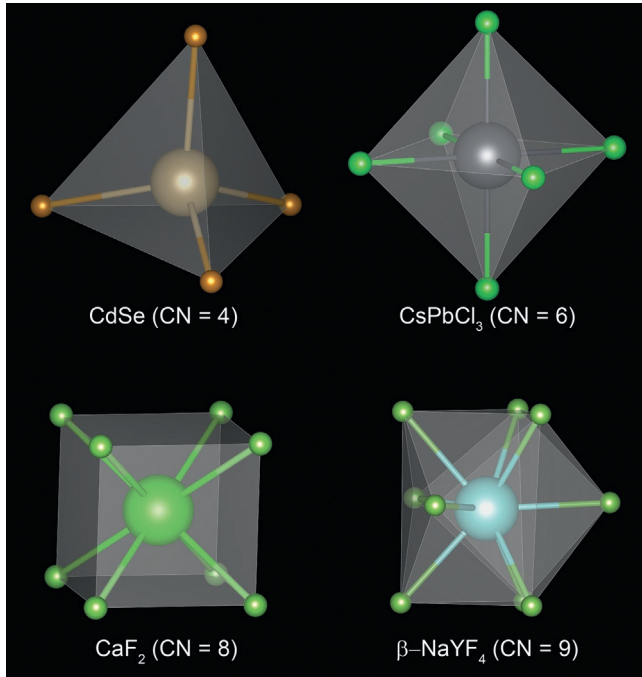 CdSe (CN = 4)
CsPbCl₃ (CN = 6)
CaF₂ (CN = 8)
β–NaYF₄ (CN = 9)